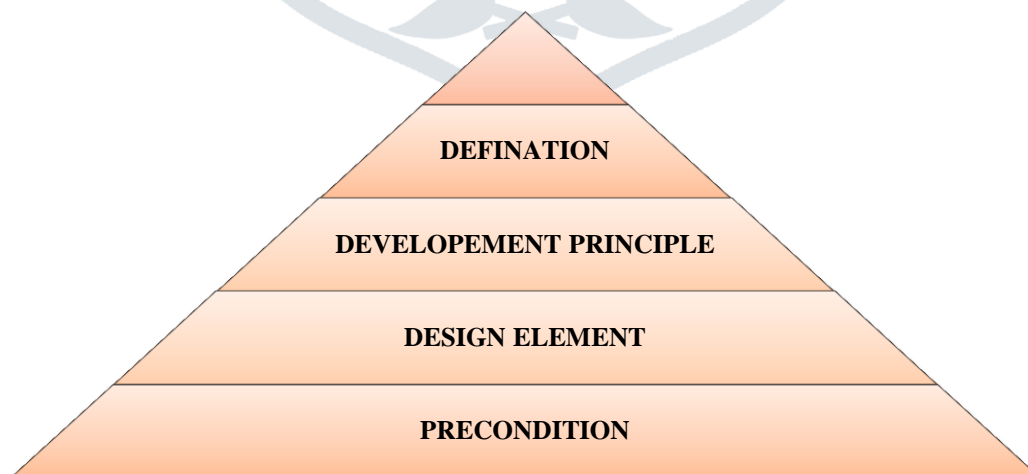 DEFINATION
DEVELOPEMENT PRINCIPLE
DESIGN ELEMENT
PRECONDITION